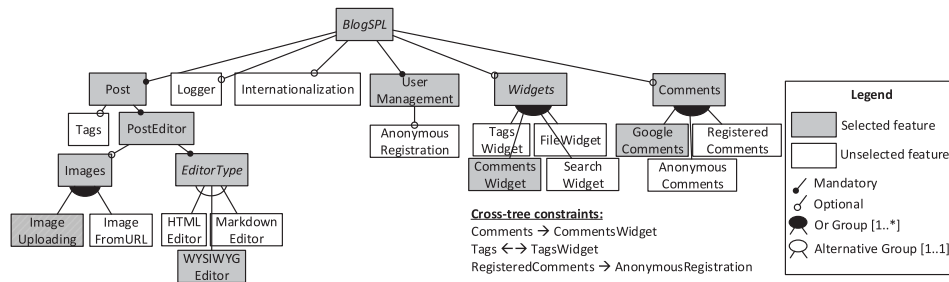 BlogSPL
Post
Logger
Internationalization
User
Management
Widgets
Comments
Tags
PostEditor
Anonymous
Registration
Tags
Widget
FileWidget
Comments
Widget
Search
Widget
Google
Comments
Registered
Comments
Anonymous
Comments
Images
EditorType
Image
Uploading
Image
FromURL
HTML
Editor
Markdown
Editor
WYSIWYG
Editor
Cross-tree constraints:
Comments → CommentsWidget
Tags ←→ TagsWidget
RegisteredComments → AnonymousRegistration
Legend
Selected feature
Unselected feature
Mandatory
Optional
Or Group [1..*]
Alternative Group [1..1]